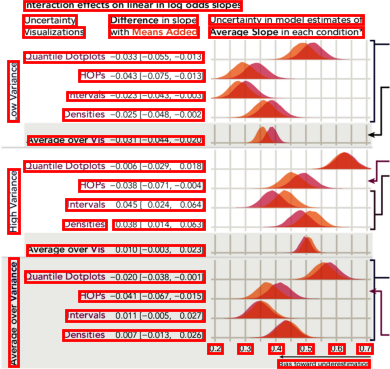 Interaction effects on linear in log odds slopes
Uncertainty Visualizations
Difference in slope with Means Added
Uncertainty in model estimates of Average Slope in each condition
Low Variance
Quantile Dotplots −0.033 [−0.055, −0.013]
HOPs −0.043 [−0.075, −0.013]
Intervals −0.023 [−0.043, −0.003]
Densities −0.025 [−0.048, −0.002]
Average over Vis −0.031 [−0.044, −0.020]
High Variance
Quantile Dotplots −0.006 [−0.029, 0.018]
HOPs −0.038 [−0.071, −0.004]
Intervals 0.045 [ 0.024, 0.064]
Densities 0.038 [ 0.014, 0.063]
Average over Vis 0.010 [−0.003, 0.023]
Average over Variance
Quantile Dotplots −0.020 [−0.038, −0.001]
HOPs −0.041 [−0.067, −0.015]
Intervals 0.011 [−0.005, 0.027]
Densities 0.007 [−0.013, 0.026]
0.2 0.3 0.4 0.5 0.6 0.7
Bias toward underestimation